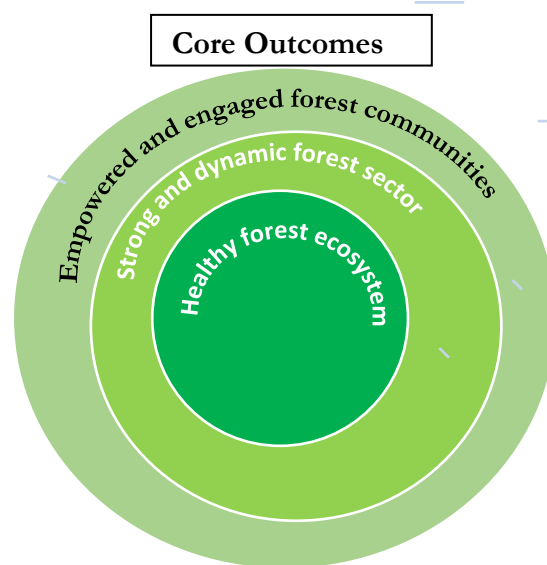 Core Outcomes
Empowered and engaged forest communities
Strong and dynamic forest sector
Healthy forest ecosystem